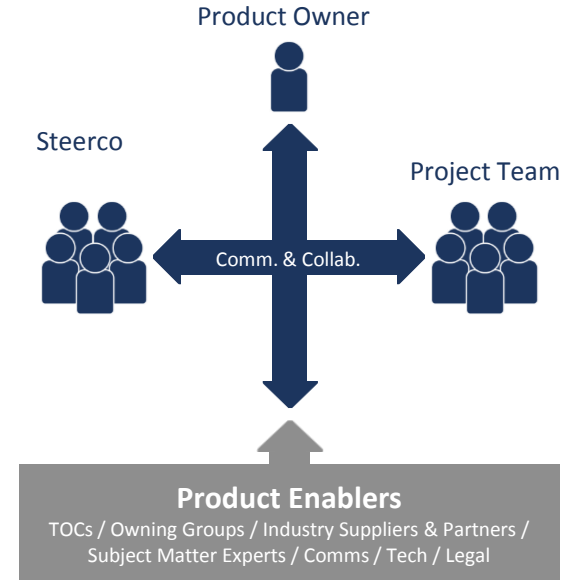 Product Owner
Steerco
Project Team
Comm. & Collab.
Product Enablers
TOCs / Owning Groups / Industry Suppliers & Partners /
Subject Matter Experts / Comms / Tech / Legal